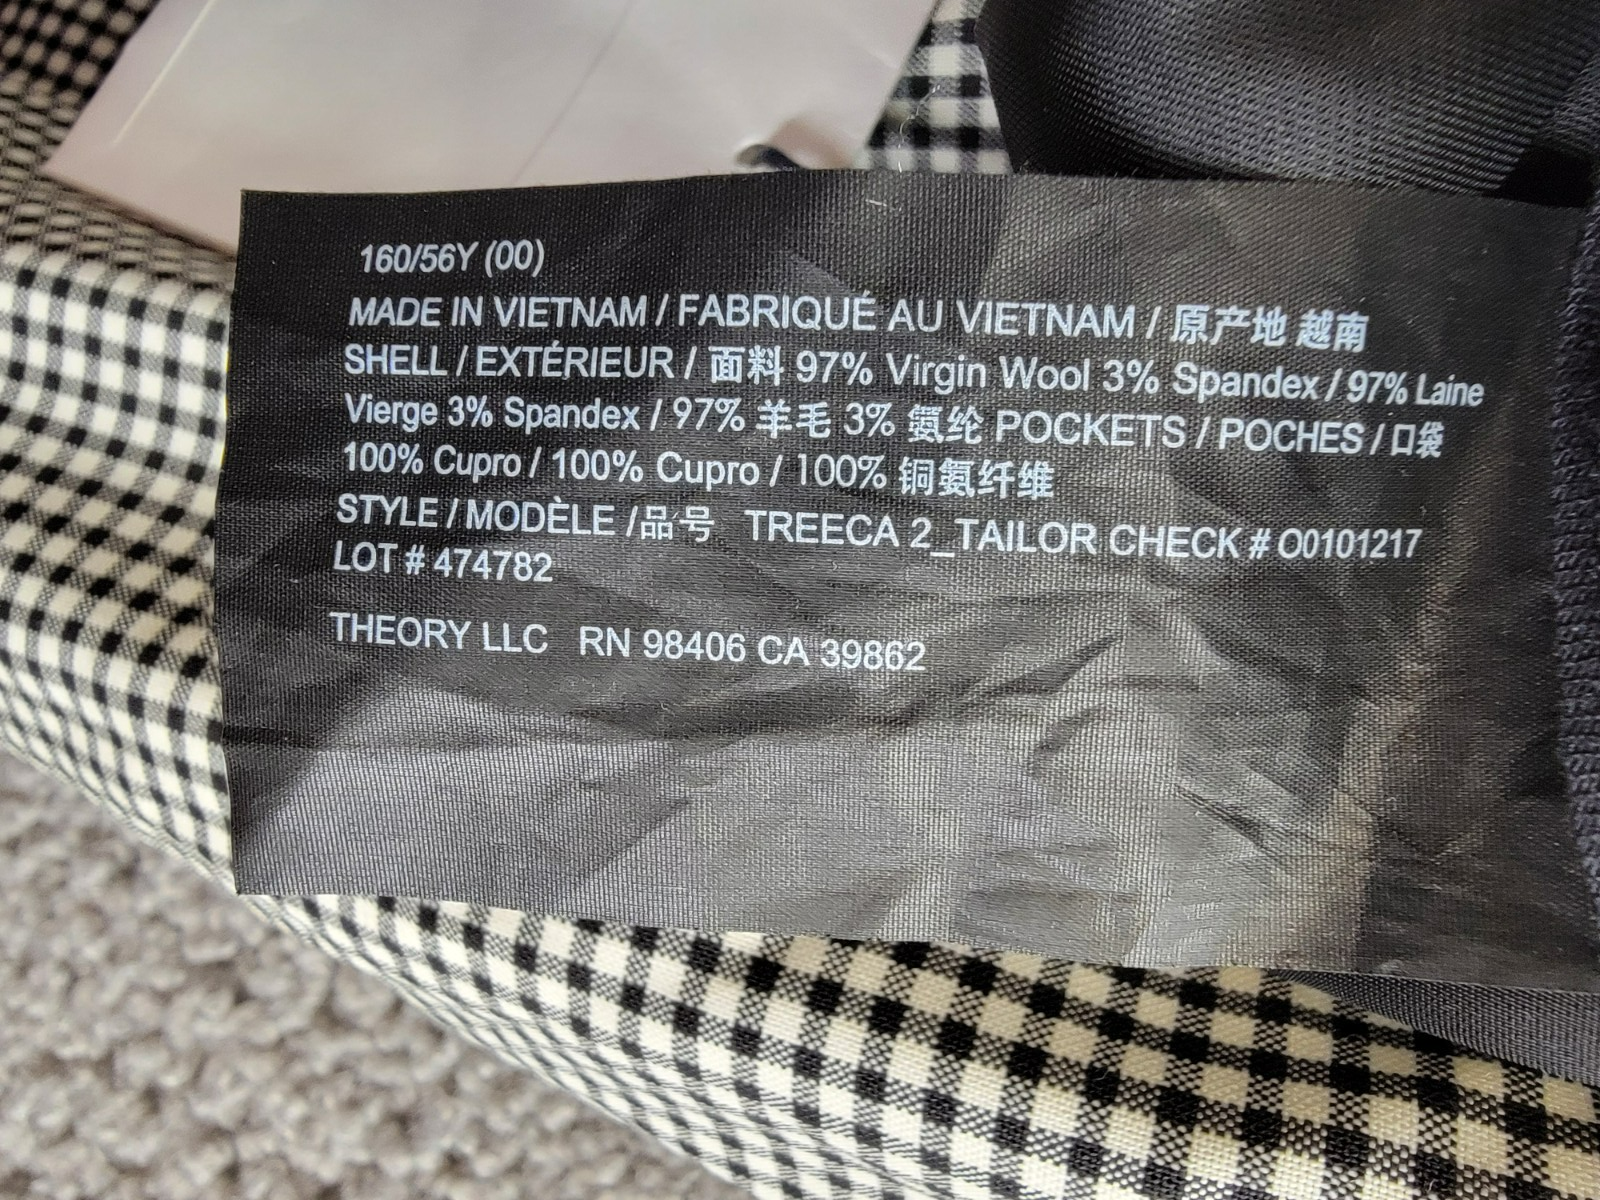 160/56Y (00)
MADE IN VIETNAM / FABRIQUÉ AU VIETNAM / 原产地 越南
SHELL / EXTÉRIEUR / 面料 97% Virgin Wool 3% Spandex / 97% Laine
Vierge 3% Spandex / 97% 羊毛 3% 氨纶 POCKETS / POCHES / 口袋
100% Cupro / 100% Cupro / 100% 铜氨纤维
STYLE / MODÈLE / 品号 TREECA 2_TAILOR CHECK # O0101217
LOT # 474782
THEORY LLC RN 98406 CA 39862